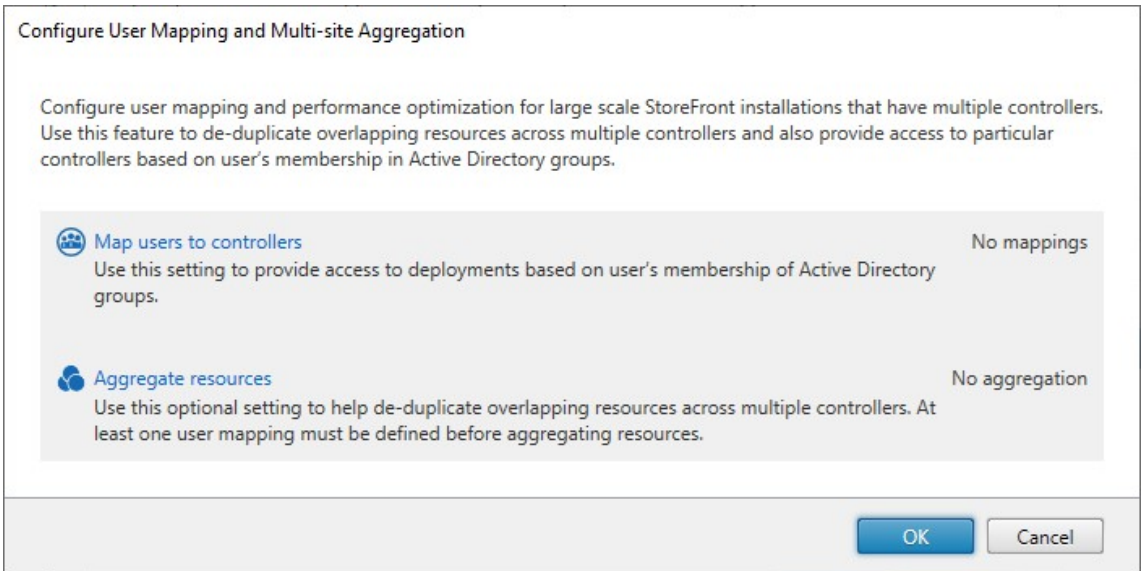 Configure User Mapping and Multi-site Aggregation
Configure user mapping and performance optimization for large scale StoreFront installations that have multiple controllers.
Use this feature to de-duplicate overlapping resources across multiple controllers and also provide access to particular
controllers based on user's membership in Active Directory groups.
Map users to controllers No mappings
Use this setting to provide access to deployments based on user's membership of Active Directory
groups.
Aggregate resources No aggregation
Use this optional setting to help de-duplicate overlapping resources across multiple controllers. At
least one user mapping must be defined before aggregating resources.
OK Cancel